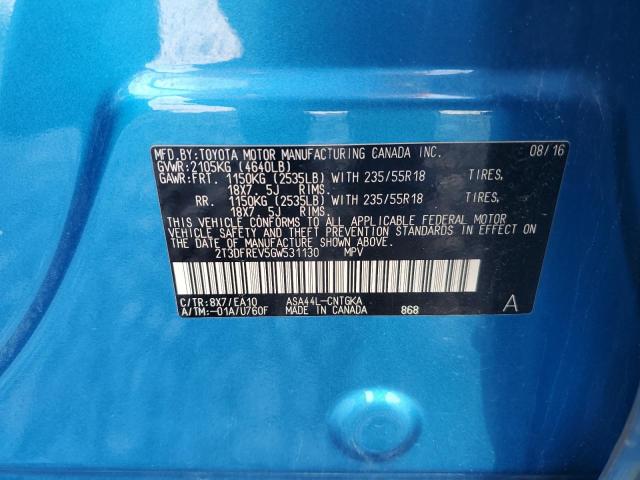 MFD.BY:TOYOTA MOTOR MANUFACTURING CANADA INC. 08/16
GVWR:2105KG (4640LB)
GAWR:FRT. 1150KG (2535LB) WITH 235/55R18 TIRES,
18X7. 5J RIMS.
RR. 1150KG (2535LB) WITH 235/55R18 TIRES,
18X7. 5J RIMS.
THIS VEHICLE CONFORMS TO ALL APPLICABLE FEDERAL MOTOR
VEHICLE SAFETY AND THEFT PREVENTION STANDARDS IN EFFECT ON THE DATE
OF MANUFACTURE SHOWN ABOVE.
2T3DFREV5GW531130 MPV
C/TR:8X7/EA10 ASA44L-CNTGKA
A/TM:-01A/U760F MADE IN CANADA 868 A